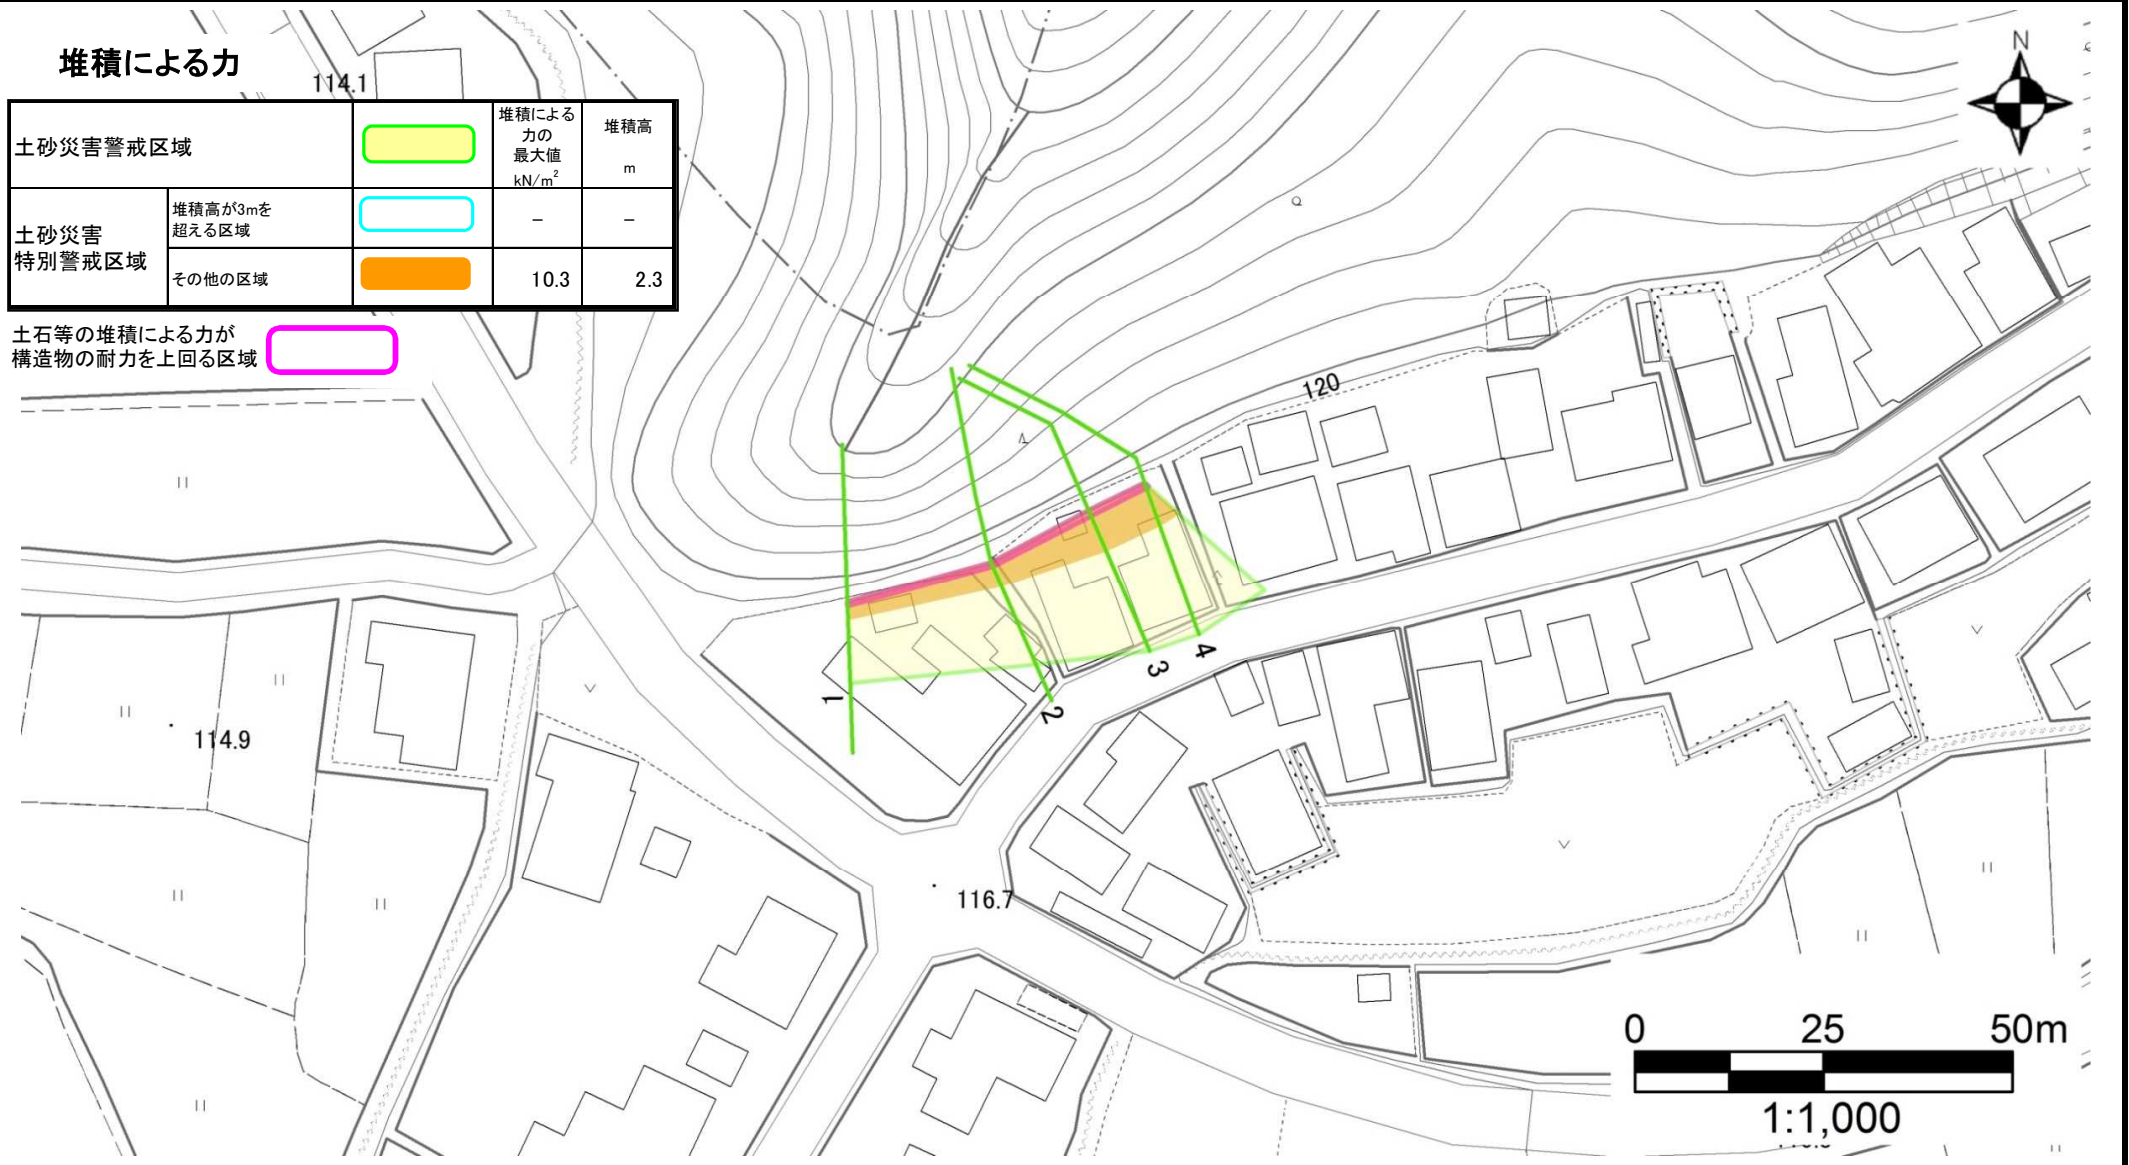 堆積による力
114.1
土砂災害警戒区域
堆積による
力の
最大値
kN/m²
堆積高
m
土砂災害
特別警戒区域
堆積高が3mを
超える区域
－
－
その他の区域
10.3
2.3
土石等の堆積による力が
構造物の耐力を上回る区域
N
120
1
2
3
4
114.9
116.7
0 25 50m
1:1,000